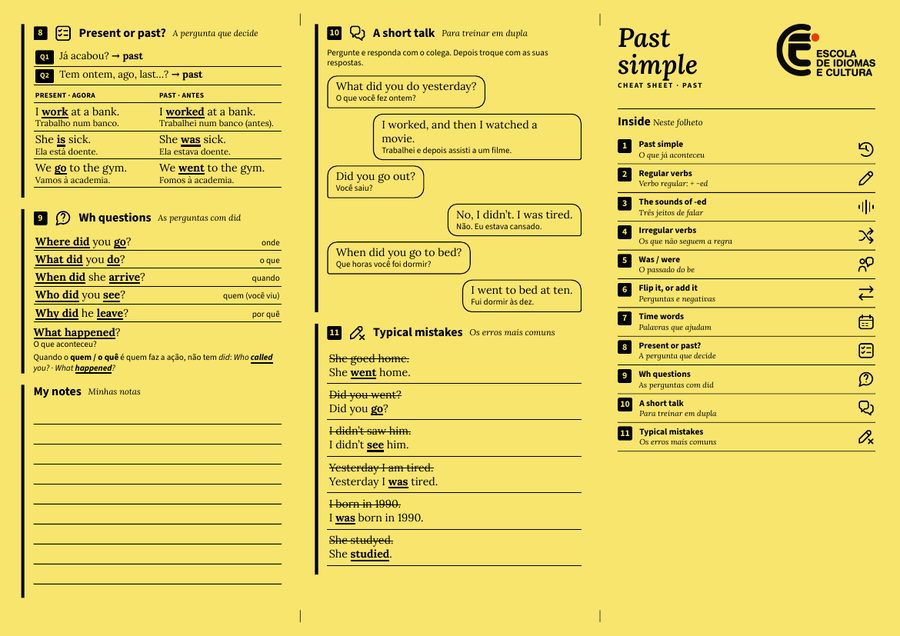 8 Present or past? A pergunta que decide
Q1 Já acabou? → past
Q2 Tem ontem, ago, last...? → past
PRESENT · AGORA PAST · ANTES
I work at a bank. I worked at a bank.
Trabalho num banco. Trabalhei num banco (antes).
She is sick. She was sick.
Ela está doente. Ela estava doente.
We go to the gym. We went to the gym.
Vamos à academia. Fomos à academia.
9 Wh questions As perguntas com did
Where did you go? onde
What did you do? o que
When did she arrive? quando
Who did you see? quem (você viu)
Why did he leave? por quê
What happened?
O que aconteceu?
Quando o quem / o quê é quem faz a ação, não tem did: Who called
you? · What happened?
My notes Minhas notas
10 A short talk Para treinar em dupla
Pergunte e responda com o colega. Depois troque com as suas
respostas.
What did you do yesterday?
O que você fez ontem?
I worked, and then I watched a
movie.
Trabalhei e depois assisti a um filme.
Did you go out?
Você saiu?
No, I didn't. I was tired.
Não. Eu estava cansado.
When did you go to bed?
Que horas você foi dormir?
I went to bed at ten.
Fui dormir às dez.
11 Typical mistakes Os erros mais comuns
She goed home.
She went home.
Did you went?
Did you go?
I didn't saw him.
I didn't see him.
Yesterday I am tired.
Yesterday I was tired.
I born in 1990.
I was born in 1990.
She studyed.
She studied.
Past
simple
CHEAT SHEET · PAST
ESCOLA
DE IDIOMAS
E CULTURA
Inside Neste folheto
1 Past simple
O que já aconteceu
2 Regular verbs
Verbo regular: + -ed
3 The sounds of -ed
Três jeitos de falar
4 Irregular verbs
Os que não seguem a regra
5 Was / were
O passado do be
6 Flip it, or add it
Perguntas e negativas
7 Time words
Palavras que ajudam
8 Present or past?
A pergunta que decide
9 Wh questions
As perguntas com did
10 A short talk
Para treinar em dupla
11 Typical mistakes
Os erros mais comuns